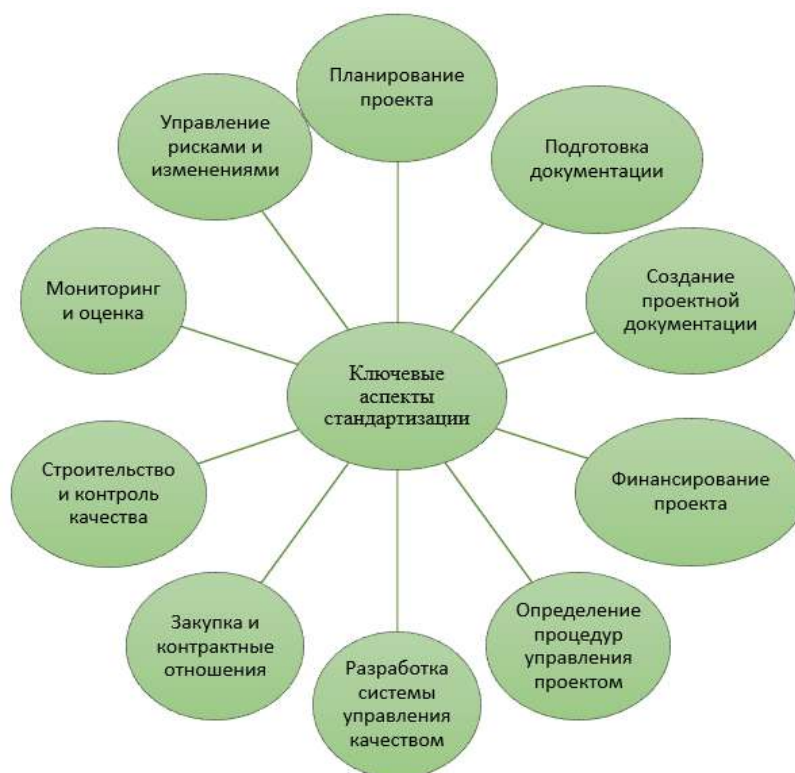 Планирование
проекта
Подготовка
документации
Создание
проектной
документации
Финансирование
проекта
Определение
процедур
управления
проектом
Разработка
системы
управления
качеством
Закупка и
контрактные
отношения
Строительство
и контроль
качества
Мониторинг
и оценка
Управление
рисками и
изменениями
Ключевые
аспекты
стандартизации